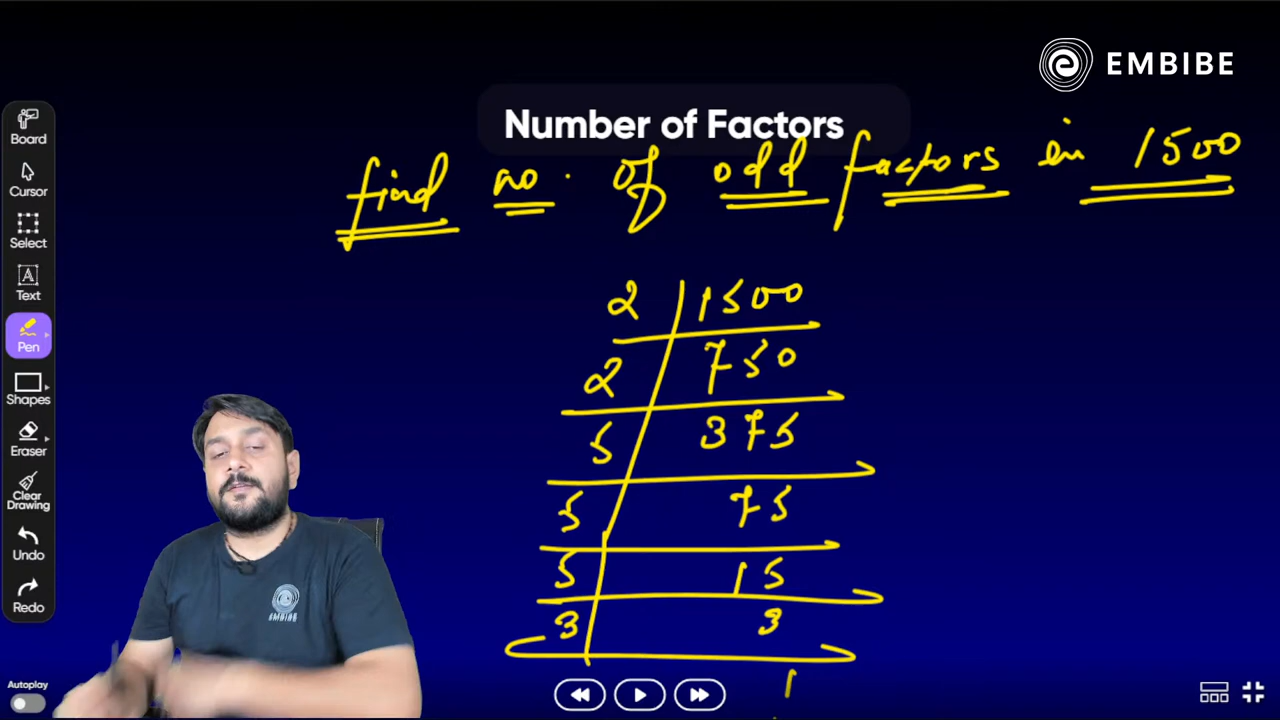 EMBIBE
Number of Factors
find no. of odd factors in 1500
2 | 1500
2 | 750
5 | 375
5 | 75
5 | 15
3 | 3
1
Board
Cursor
Select
Text
Pen
Shapes
Eraser
Clear
Drawing
Undo
Redo
Autoplay
EMBIBE